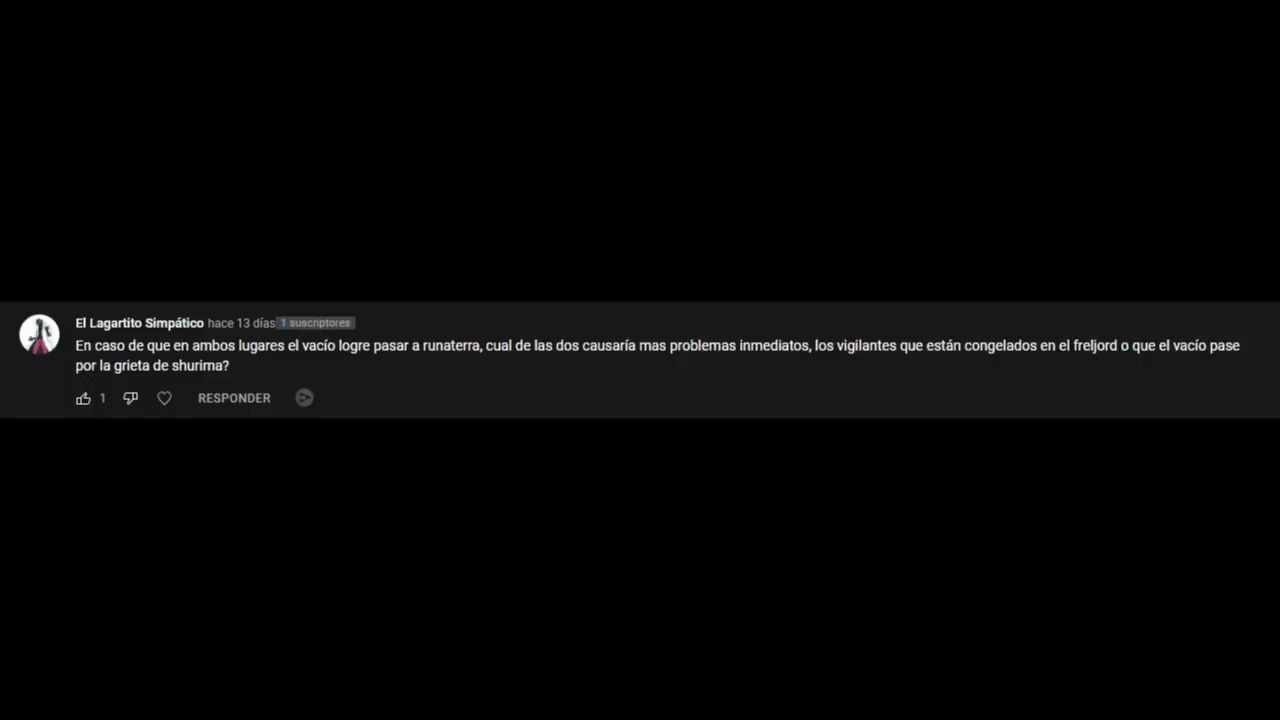 El Lagartito Simpático hace 13 días 1 suscriptores
En caso de que en ambos lugares el vacío logre pasar a runaterra, cual de las dos causaría mas problemas inmediatos, los vigilantes que están congelados en el freljord o que el vacío pase
por la grieta de shurima?
1 RESPONDER